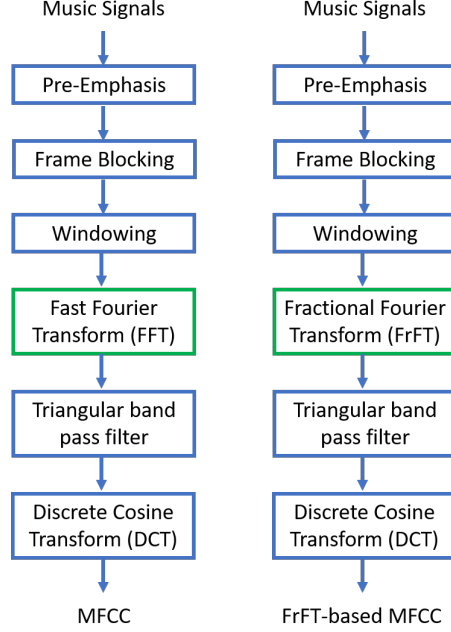 Music Signals
Pre-Emphasis
Frame Blocking
Windowing
Fast Fourier
Transform (FFT)
Triangular band
pass filter
Discrete Cosine
Transform (DCT)
MFCC
Music Signals
Pre-Emphasis
Frame Blocking
Windowing
Fractional Fourier
Transform (FrFT)
Triangular band
pass filter
Discrete Cosine
Transform (DCT)
FrFT-based MFCC